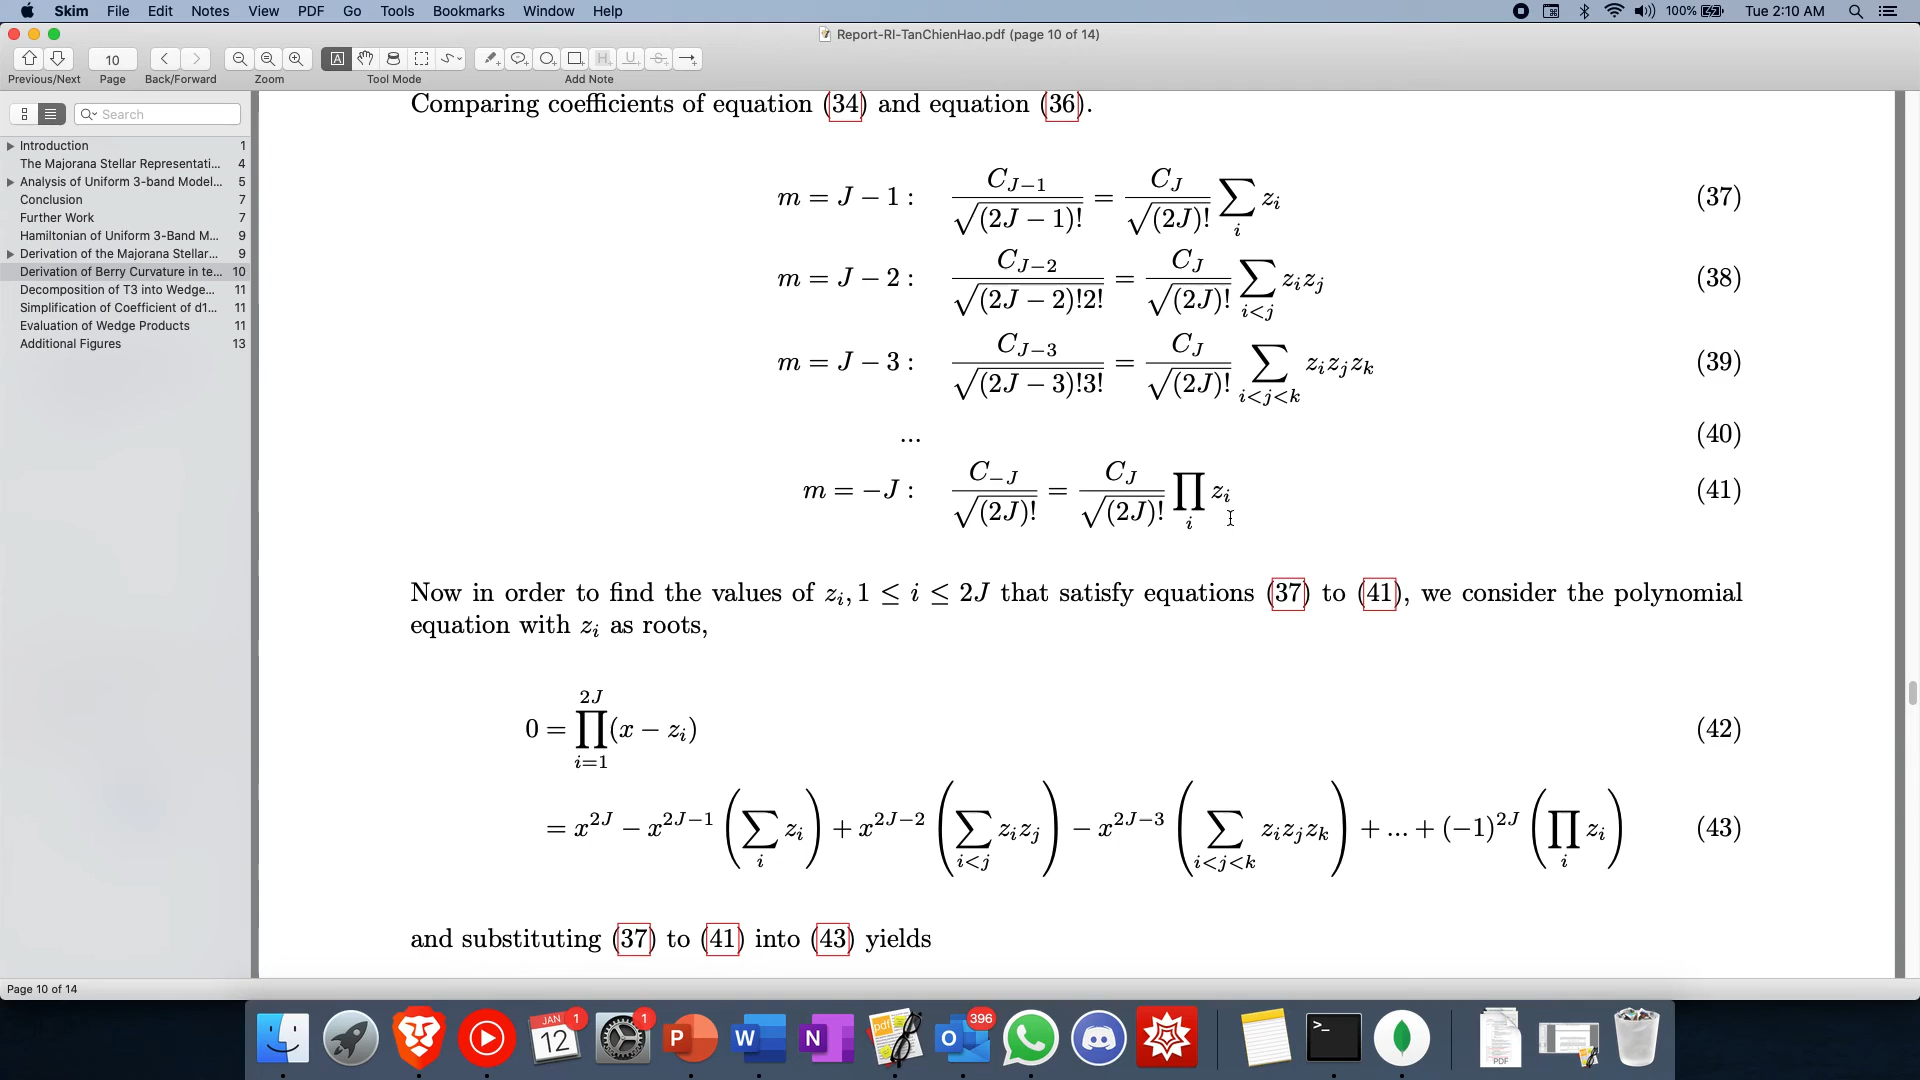 Skim File Edit Notes View PDF Go Tools Bookmarks Window Help 100% Tue 2:10 AM
Report-RI-TanChienHao.pdf (page 10 of 14)
10
Previous/Next Page Back/Forward Zoom Tool Mode Add Note
Search
Introduction 1
The Majorana Stellar Representati... 4
Analysis of Uniform 3-band Model... 5
Conclusion 7
Further Work 7
Hamiltonian of Uniform 3-Band M... 9
Derivation of the Majorana Stellar... 9
Derivation of Berry Curvature in te... 10
Decomposition of T3 into Wedge... 11
Simplification of Coefficient of d1... 11
Evaluation of Wedge Products 11
Additional Figures 13
Comparing coefficients of equation (34) and equation (36).
m = J − 1 : C_{J−1}/√(2J − 1)! = C_J/√(2J)! ∑_i z_i (37)
m = J − 2 : C_{J−2}/√(2J − 2)!2! = C_J/√(2J)! ∑_{i<j} z_i z_j (38)
m = J − 3 : C_{J−3}/√(2J − 3)!3! = C_J/√(2J)! ∑_{i<j<k} z_i z_j z_k (39)
... (40)
m = −J : C_{−J}/√(2J)! = C_J/√(2J)! ∏_i z_i (41)
Now in order to find the values of z_i, 1 ≤ i ≤ 2J that satisfy equations (37) to (41), we consider the polynomial
equation with z_i as roots,
0 = ∏_{i=1}^{2J} (x − z_i) (42)
= x^{2J} − x^{2J−1} (∑_i z_i) + x^{2J−2} (∑_{i<j} z_i z_j) − x^{2J−3} (∑_{i<j<k} z_i z_j z_k) + ... + (−1)^{2J} (∏_i z_i) (43)
and substituting (37) to (41) into (43) yields
Page 10 of 14
JAN
12
1
1
396
PDF